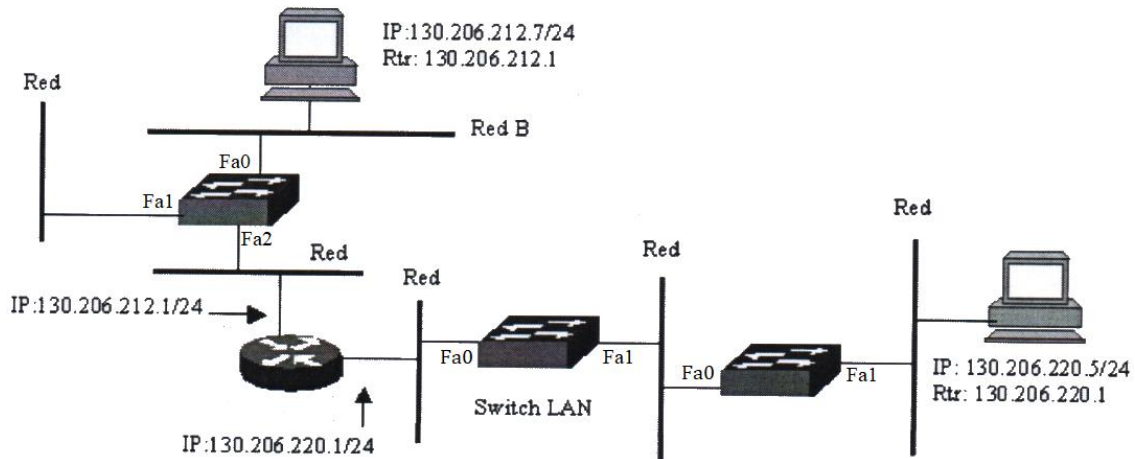 IP:130.206.212.7/24
Rtr: 130.206.212.1
Red
Red B
Fa0
Fa1
Fa2
Red
Red
Red
Red
IP:130.206.212.1/24
Fa0
Fa1
Fa0
Fa1
IP: 130.206.220.5/24
Rtr: 130.206.220.1
Switch LAN
IP:130.206.220.1/24